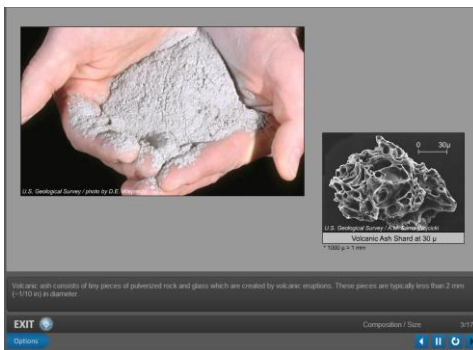 U.S. Geological Survey / photo by D.E.
0 30µ
U.S. Geological Survey / A.M.
Volcanic Ash Shard at 30 µ
* 1000 µ = 1 mm
Volcanic ash consists of tiny pieces of pulverized rock and glass which are created by volcanic eruptions. These pieces are typically less than 2 mm
(~1/10 in) in diameter.
EXIT
Composition / Size 3/17
Options